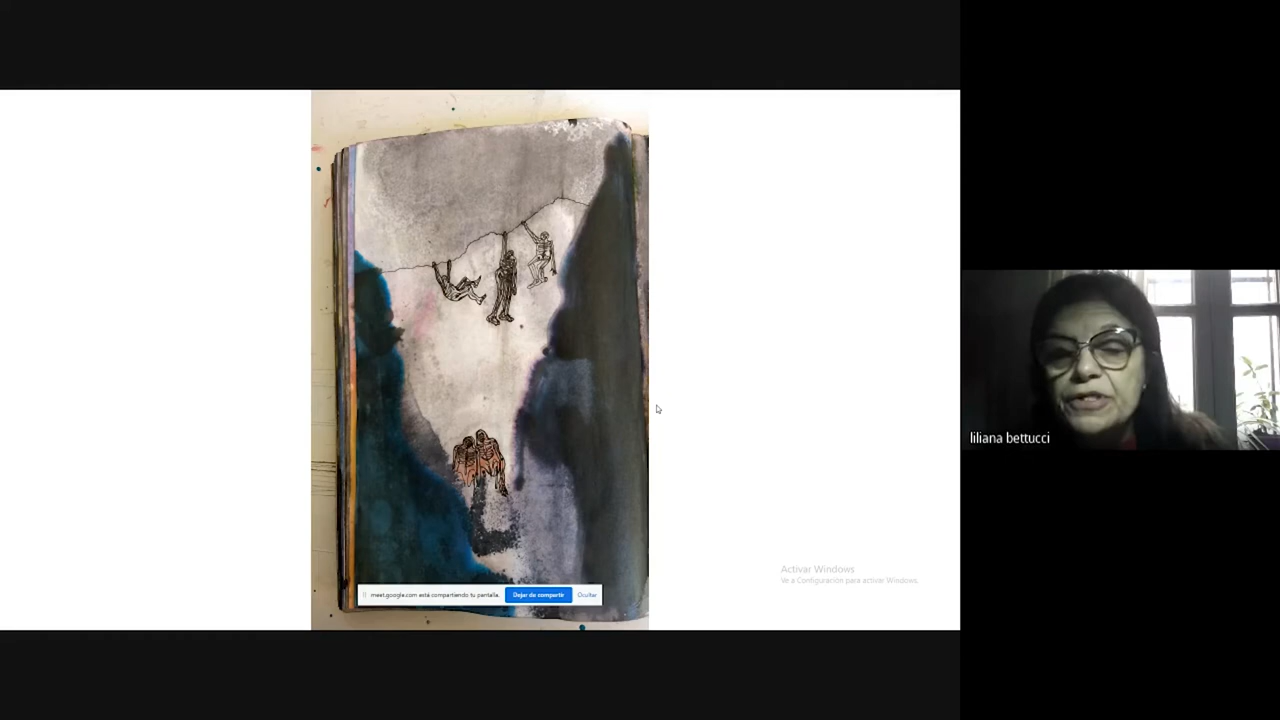 liliana bettucci
Activar Windows
Ve a Configuración para activar Windows.
meet.google.com está compartiendo tu pantalla.
Dejar de compartir
Ocultar